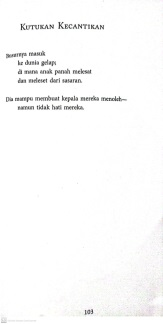 KUTUKAN KECANTIKAN
masuk
ke dunia gelap;
di mana anak panah melesat
dan meleset dari sasaran.
Dia mampu membuat kepala mereka menoleh—
namun tidak hati mereka.
103